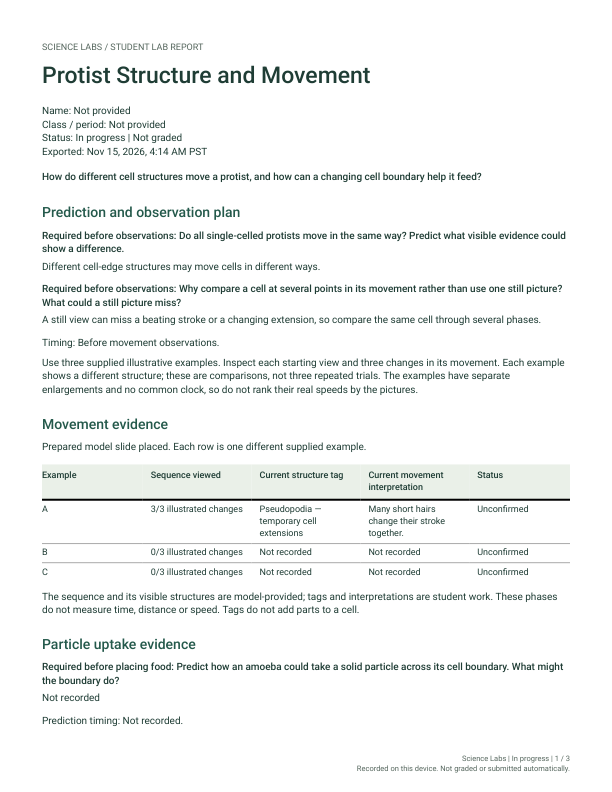 SCIENCE LABS / STUDENT LAB REPORT
Protist Structure and Movement
Name: Not provided
Class / period: Not provided
Status: In progress | Not graded
Exported: Nov 15, 2026, 4:14 AM PST
How do different cell structures move a protist, and how can a changing cell boundary help it feed?
Prediction and observation plan
Required before observations: Do all single-celled protists move in the same way? Predict what visible evidence could
show a difference.
Different cell-edge structures may move cells in different ways.
Required before observations: Why compare a cell at several points in its movement rather than use one still picture?
What could a still picture miss?
A still view can miss a beating stroke or a changing extension, so compare the same cell through several phases.
Timing: Before movement observations.
Use three supplied illustrative examples. Inspect each starting view and three changes in its movement. Each example
shows a different structure; these are comparisons, not three repeated trials. The examples have separate
enlargements and no common clock, so do not rank their real speeds by the pictures.
Movement evidence
Prepared model slide placed. Each row is one different supplied example.
Example Sequence viewed Current structure tag Current movement interpretation Status
A 3/3 illustrated changes Pseudopodia — temporary cell extensions Many short hairs change their stroke together. Unconfirmed
B 0/3 illustrated changes Not recorded Not recorded Unconfirmed
C 0/3 illustrated changes Not recorded Not recorded Unconfirmed
The sequence and its visible structures are model-provided; tags and interpretations are student work. These phases
do not measure time, distance or speed. Tags do not add parts to a cell.
Particle uptake evidence
Required before placing food: Predict how an amoeba could take a solid particle across its cell boundary. What might
the boundary do?
Not recorded
Prediction timing: Not recorded.
Science Labs | In progress | 1 / 3
Recorded on this device. Not graded or submitted automatically.